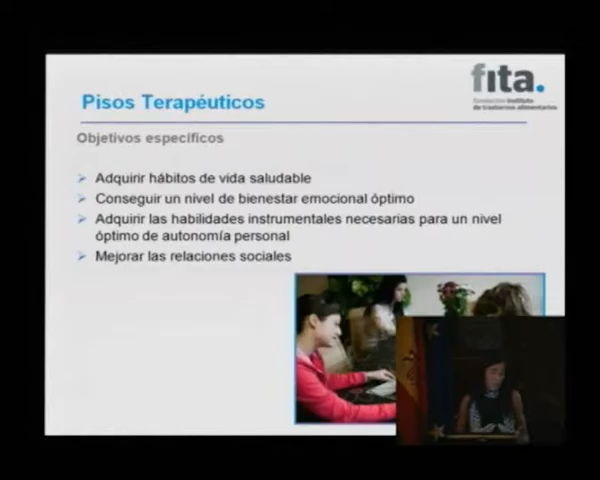 fita.
fundación instituto
de trastornos alimentarios
Pisos Terapéuticos
Objetivos específicos
Adquirir hábitos de vida saludable
Conseguir un nivel de bienestar emocional óptimo
Adquirir las habilidades instrumentales necesarias para un nivel
óptimo de autonomía personal
Mejorar las relaciones sociales